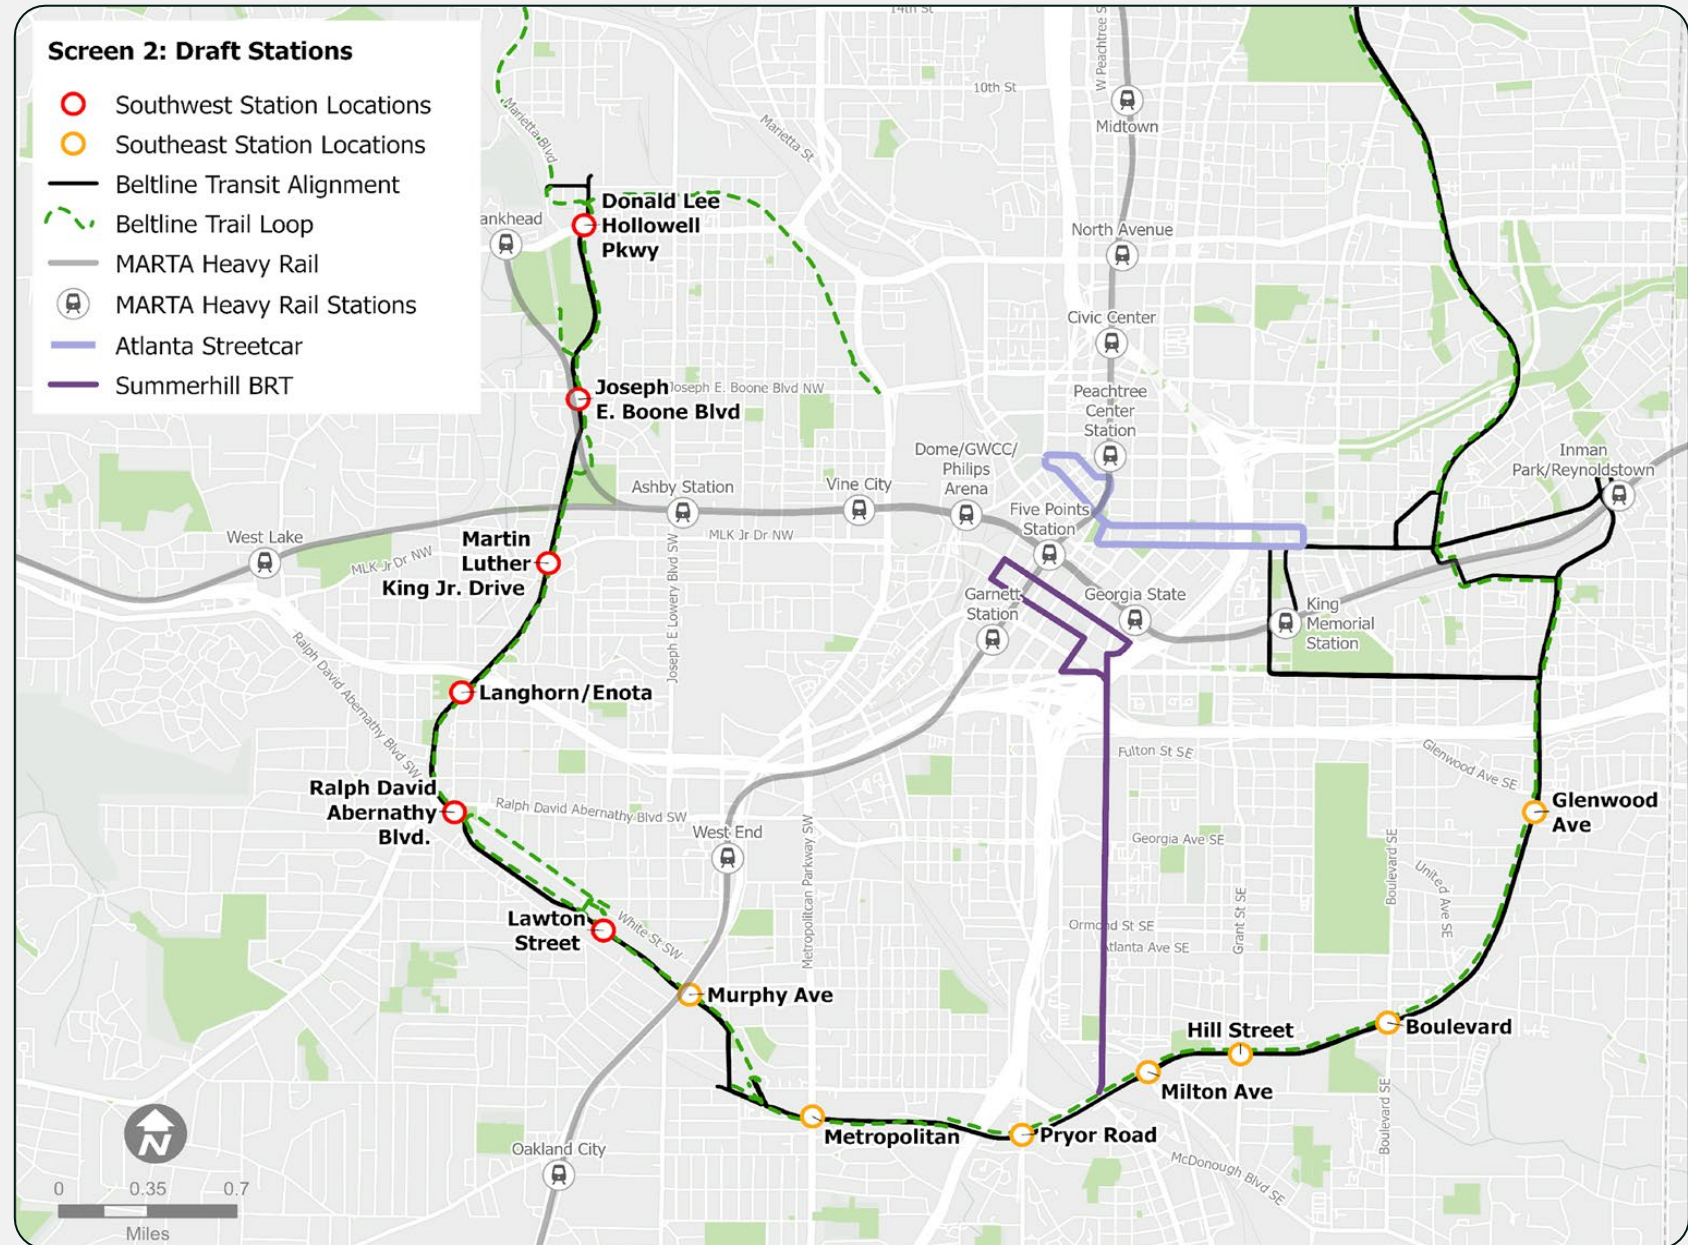 Screen 2: Draft Stations
Southwest Station Locations
Southeast Station Locations
Beltline Transit Alignment
Beltline Trail Loop
MARTA Heavy Rail
MARTA Heavy Rail Stations
Atlanta Streetcar
Summerhill BRT
14th St
10th St
W Peachtree S
Midtown
Marietta Blvd
Marietta St
ankhead
Donald Lee
Hollowell
Pkwy
North Avenue
Civic Center
Joseph
E. Boone Blvd
Joseph E. Boone Blvd NW
Peachtree
Center
Station
Dome/GWCC/
Philips
Arena
Inman
Park/Reynoldstown
Ashby Station
Vine City
Five Points
Station
West Lake
MLK Jr Dr NW
MLK Jr Dr NW
Martin
Luther
King Jr. Drive
Joseph E Lowery Blvd SW
Garnett
Station
Georgia State
King
Memorial
Station
Ralph David Abernathy Blvd SW
Langhorn/Enota
Fulton St SE
Glenwood Ave SE
Ralph David
Abernathy
Blvd.
Ralph David Abernathy Blvd SW
West End
Metropolitcan Parkway SW
Georgia Ave SE
Glenwood
Ave
Boulevard SE
United Ave SE
Grant St SE
Lawton
Street
White St SW
Ormond St SE
Atlanta Ave SE
Murphy Ave
Hill Street
Boulevard
Milton Ave
Boulevard SE
Metropolitan
Pryor Road
McDonough Blvd SE
Oakland City
N
0 0.35 0.7
Miles